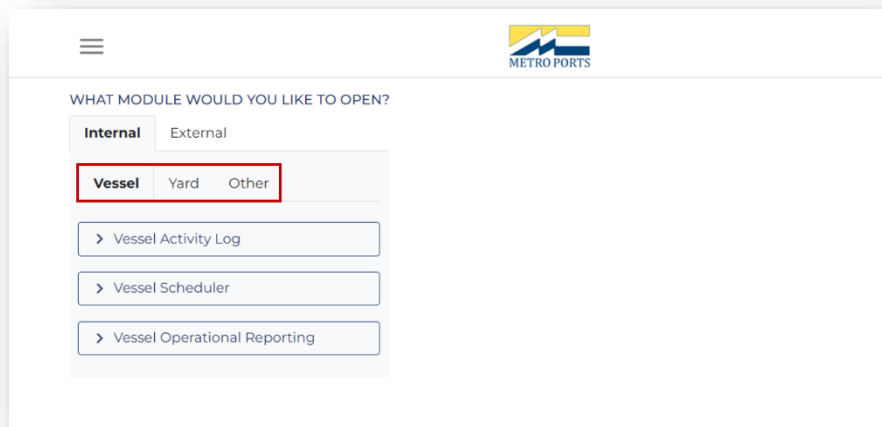 METRO PORTS
WHAT MODULE WOULD YOU LIKE TO OPEN?
Internal External
Vessel Yard Other
Vessel Activity Log
Vessel Scheduler
Vessel Operational Reporting